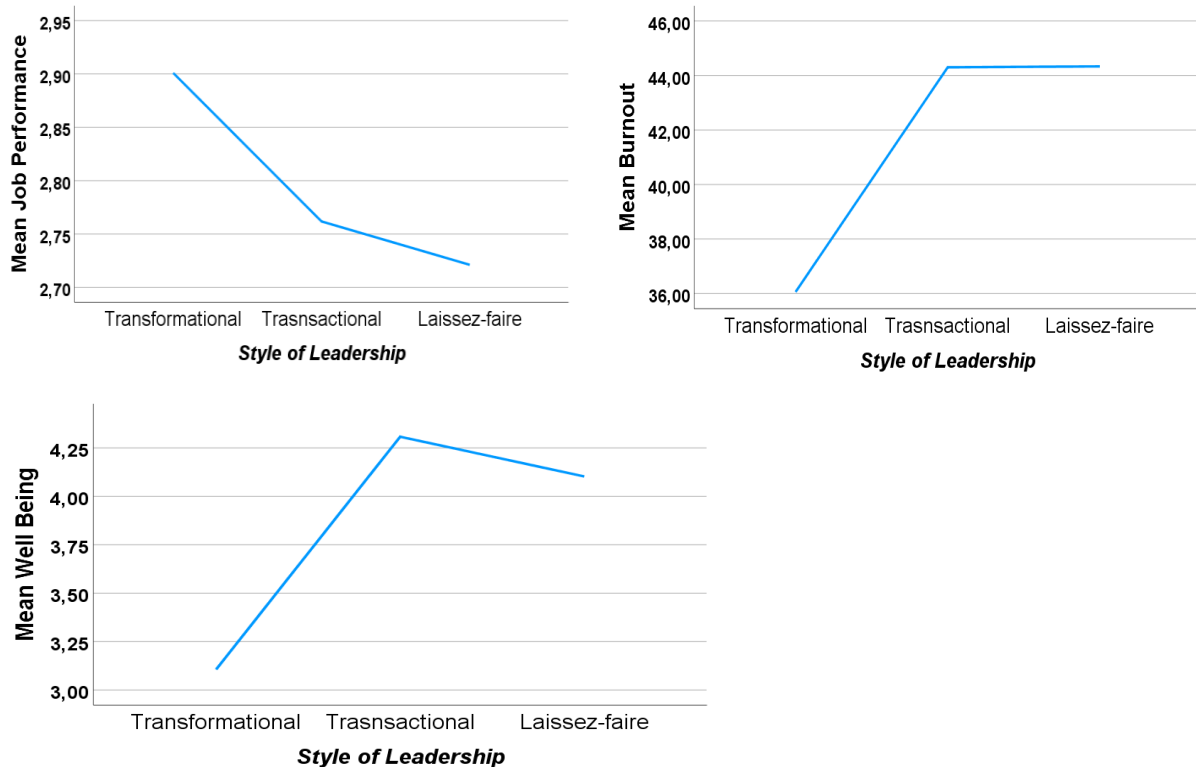 Mean Job Performance
2,95
2,90
2,85
2,80
2,75
2,70
Transformational Trasnsactional Laissez-faire
Style of Leadership
Mean Burnout
46,00
44,00
42,00
40,00
38,00
36,00
Transformational Trasnsactional Laissez-faire
Style of Leadership
Mean Well Being
4,25
4,00
3,75
3,50
3,25
3,00
Transformational Trasnsactional Laissez-faire
Style of Leadership